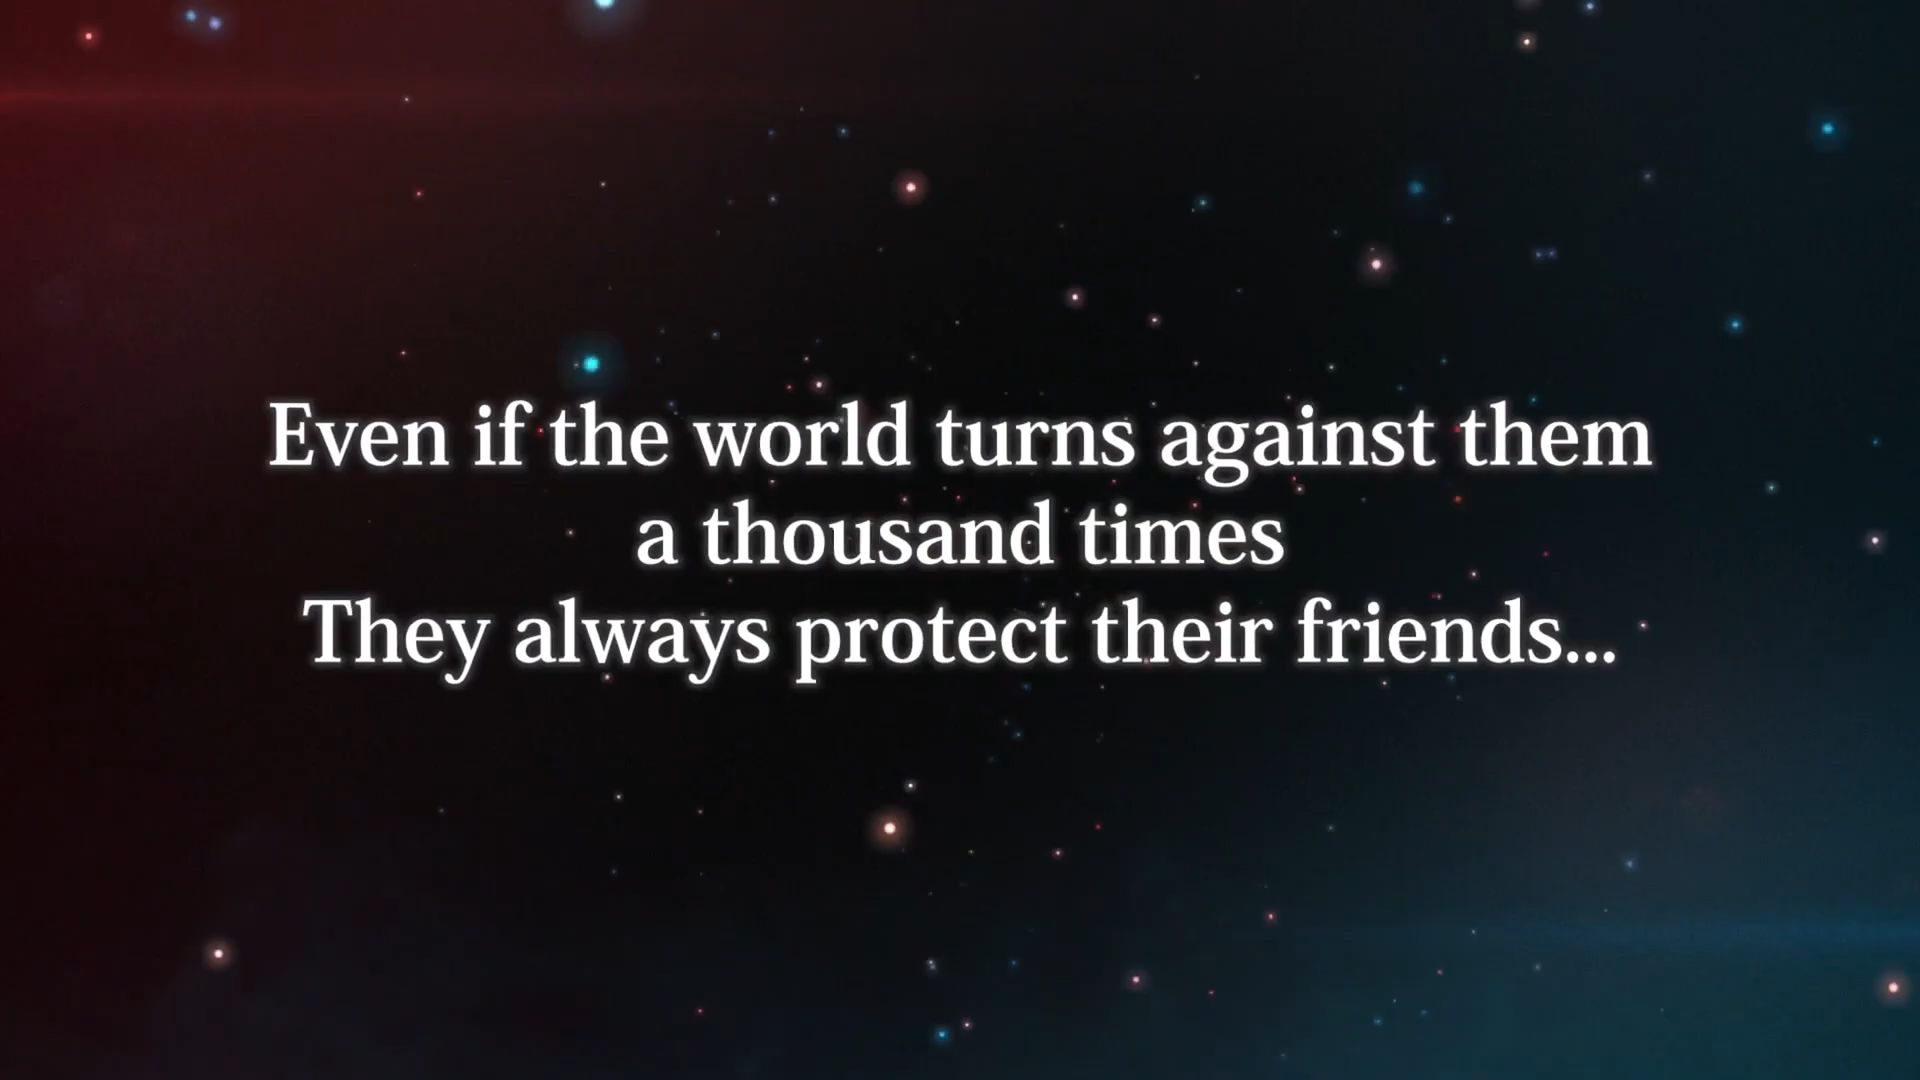 Even if the world turns against them
a thousand times
They always protect their friends...